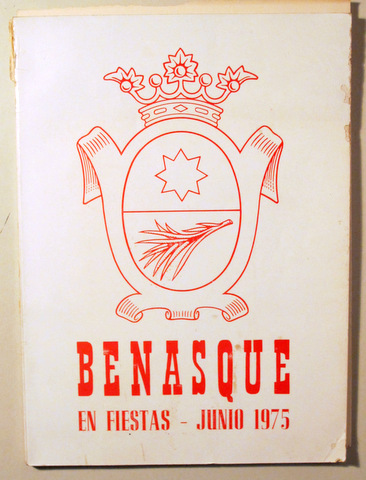 BENASQUE
EN FIESTAS - JUNIO 1975